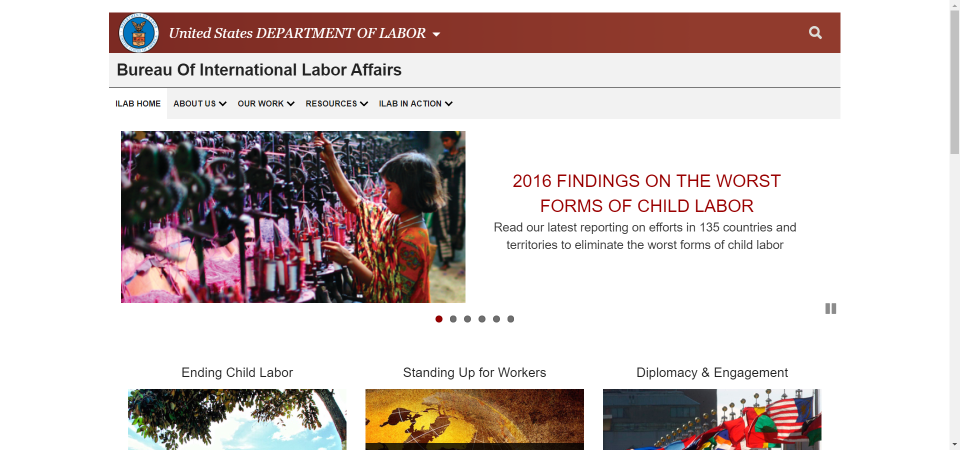 United States DEPARTMENT OF LABOR
Bureau Of International Labor Affairs
ILAB HOME ABOUT US OUR WORK RESOURCES ILAB IN ACTION
2016 FINDINGS ON THE WORST
FORMS OF CHILD LABOR
Read our latest reporting on efforts in 135 countries and
territories to eliminate the worst forms of child labor
Ending Child Labor Standing Up for Workers Diplomacy & Engagement